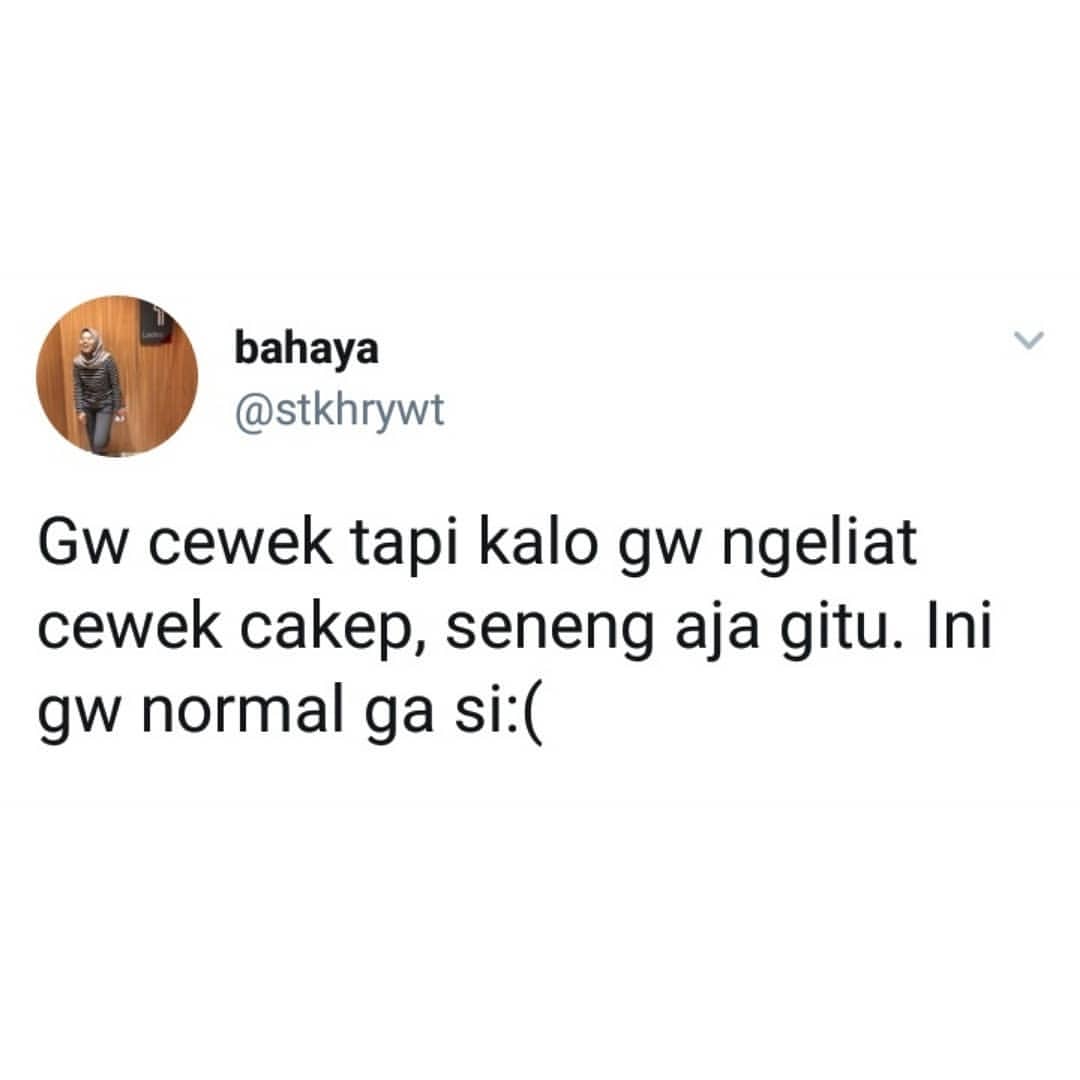 bahaya
@stkhrywt
Gw cewek tapi kalo gw ngeliat
cewek cakep, seneng aja gitu. Ini
gw normal ga si:(